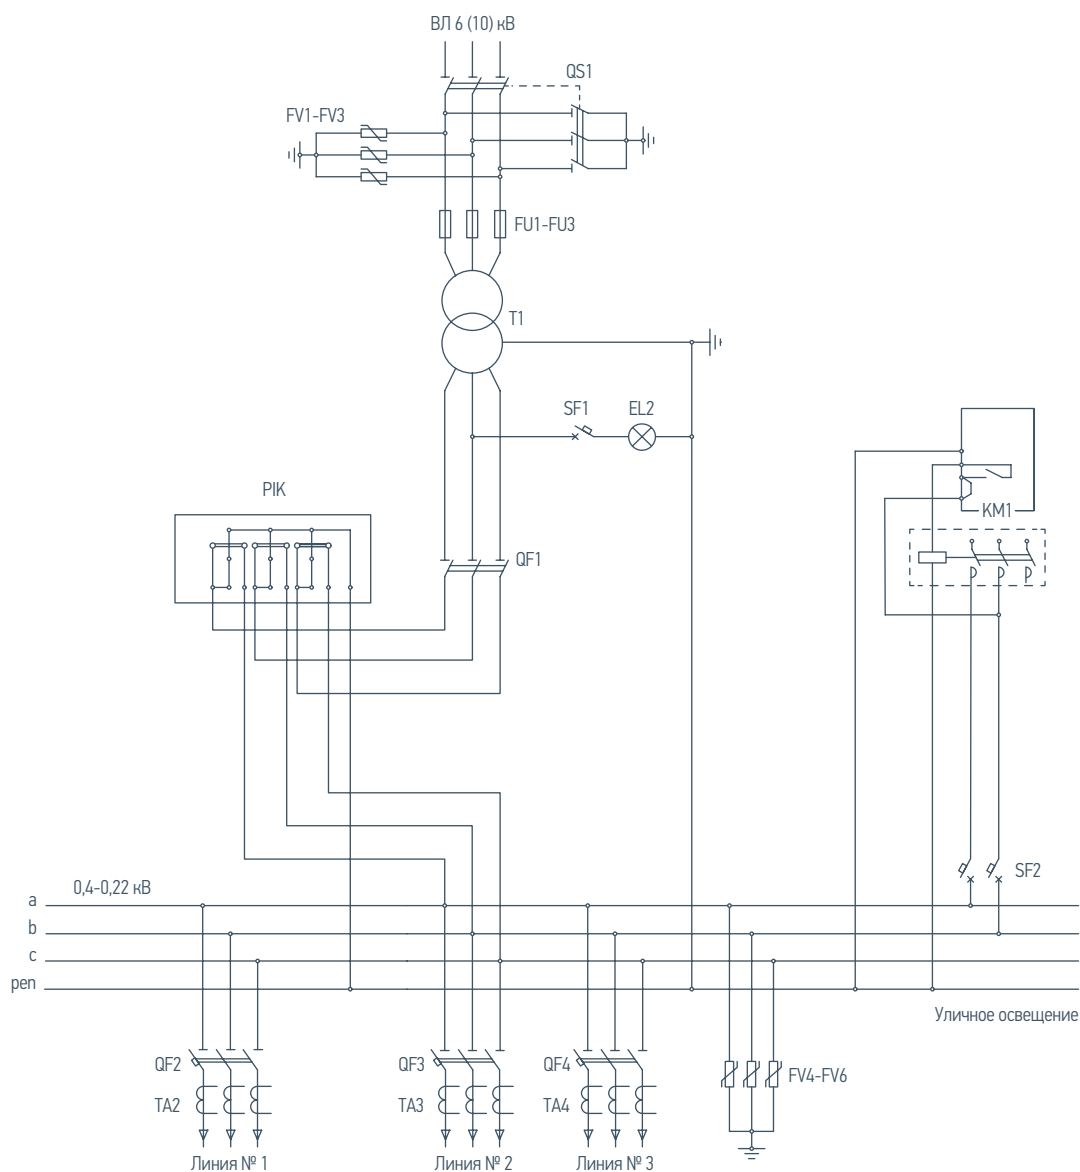 ВЛ 6 (10) кВ
QS1
FV1-FV3
FU1-FU3
T1
SF1
EL2
PIK
KM1
QF1
SF2
0,4-0,22 кВ
a
b
c
pen
Уличное освещение
QF2
QF3
QF4
FV4-FV6
TA2
TA3
TA4
Линия № 1
Линия № 2
Линия № 3